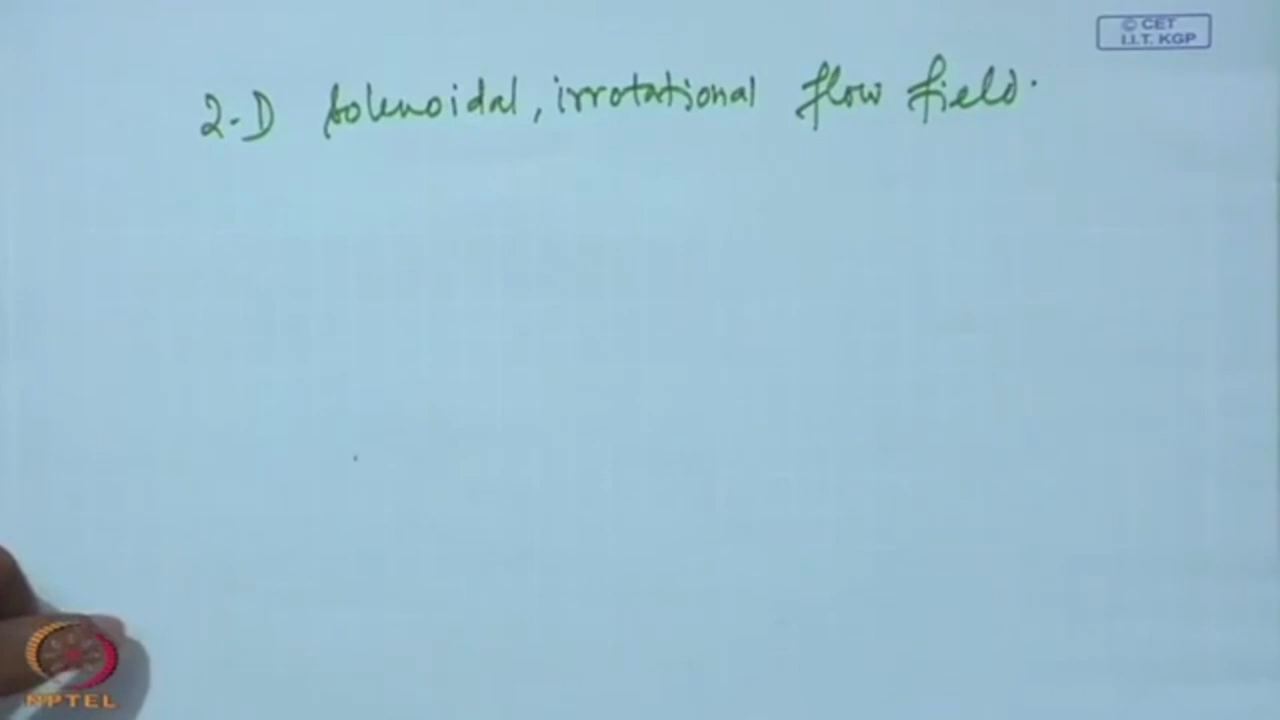 © CET
I.I.T. KGP
2-D solenoidal, irrotational flow field.
NPTEL